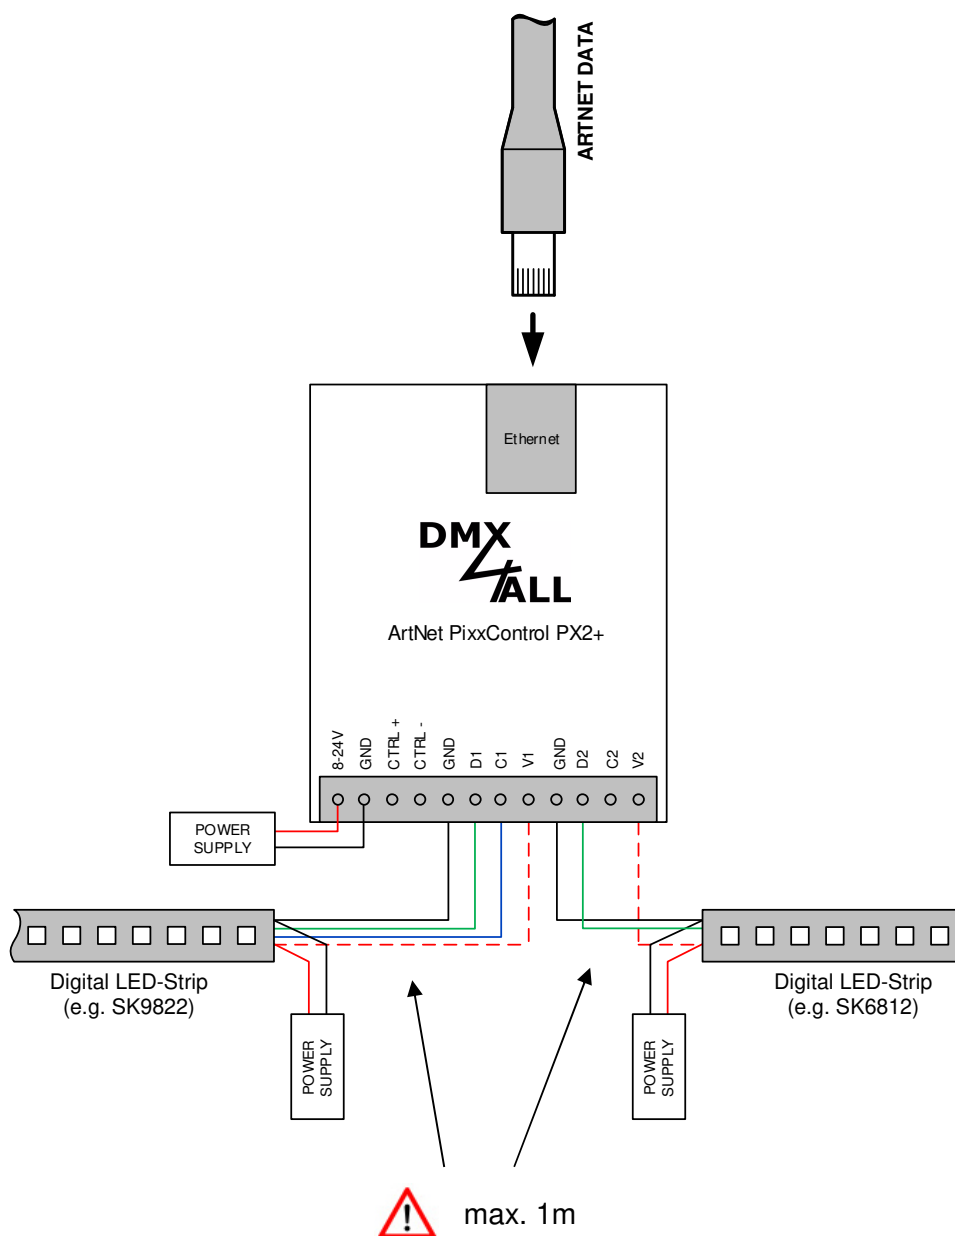 ARTNET DATA
Ethernet
DMX
4
ALL
ArtNet PixxControl PX2+
8-24V
GND
CTRL +
CTRL -
GND
D1
C1
V1
GND
D2
C2
V2
POWER
SUPPLY
Digital LED-Strip
(e.g. SK9822)
Digital LED-Strip
(e.g. SK6812)
POWER
SUPPLY
POWER
SUPPLY
!
max. 1m